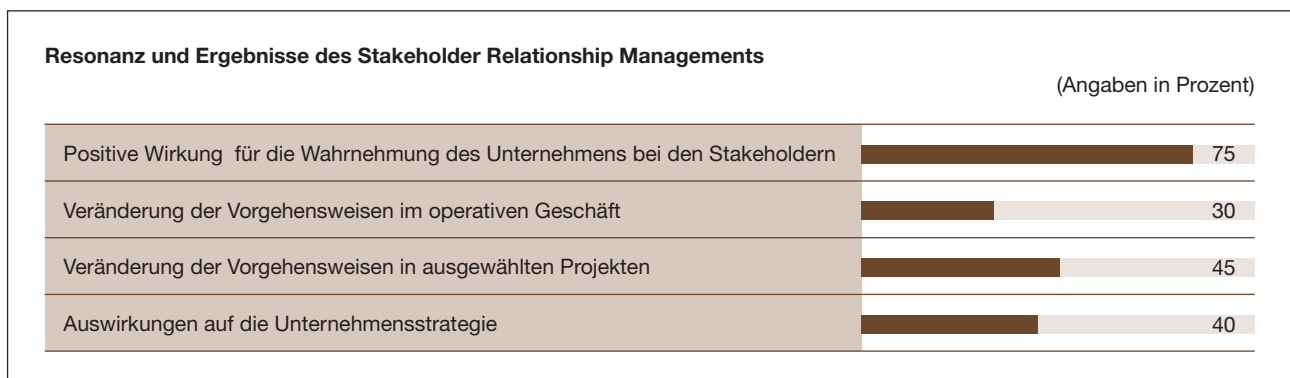 Resonanz und Ergebnisse des Stakeholder Relationship Managements
(Angaben in Prozent)
Positive Wirkung für die Wahrnehmung des Unternehmens bei den Stakeholdern 75
Veränderung der Vorgehensweisen im operativen Geschäft 30
Veränderung der Vorgehensweisen in ausgewählten Projekten 45
Auswirkungen auf die Unternehmensstrategie 40